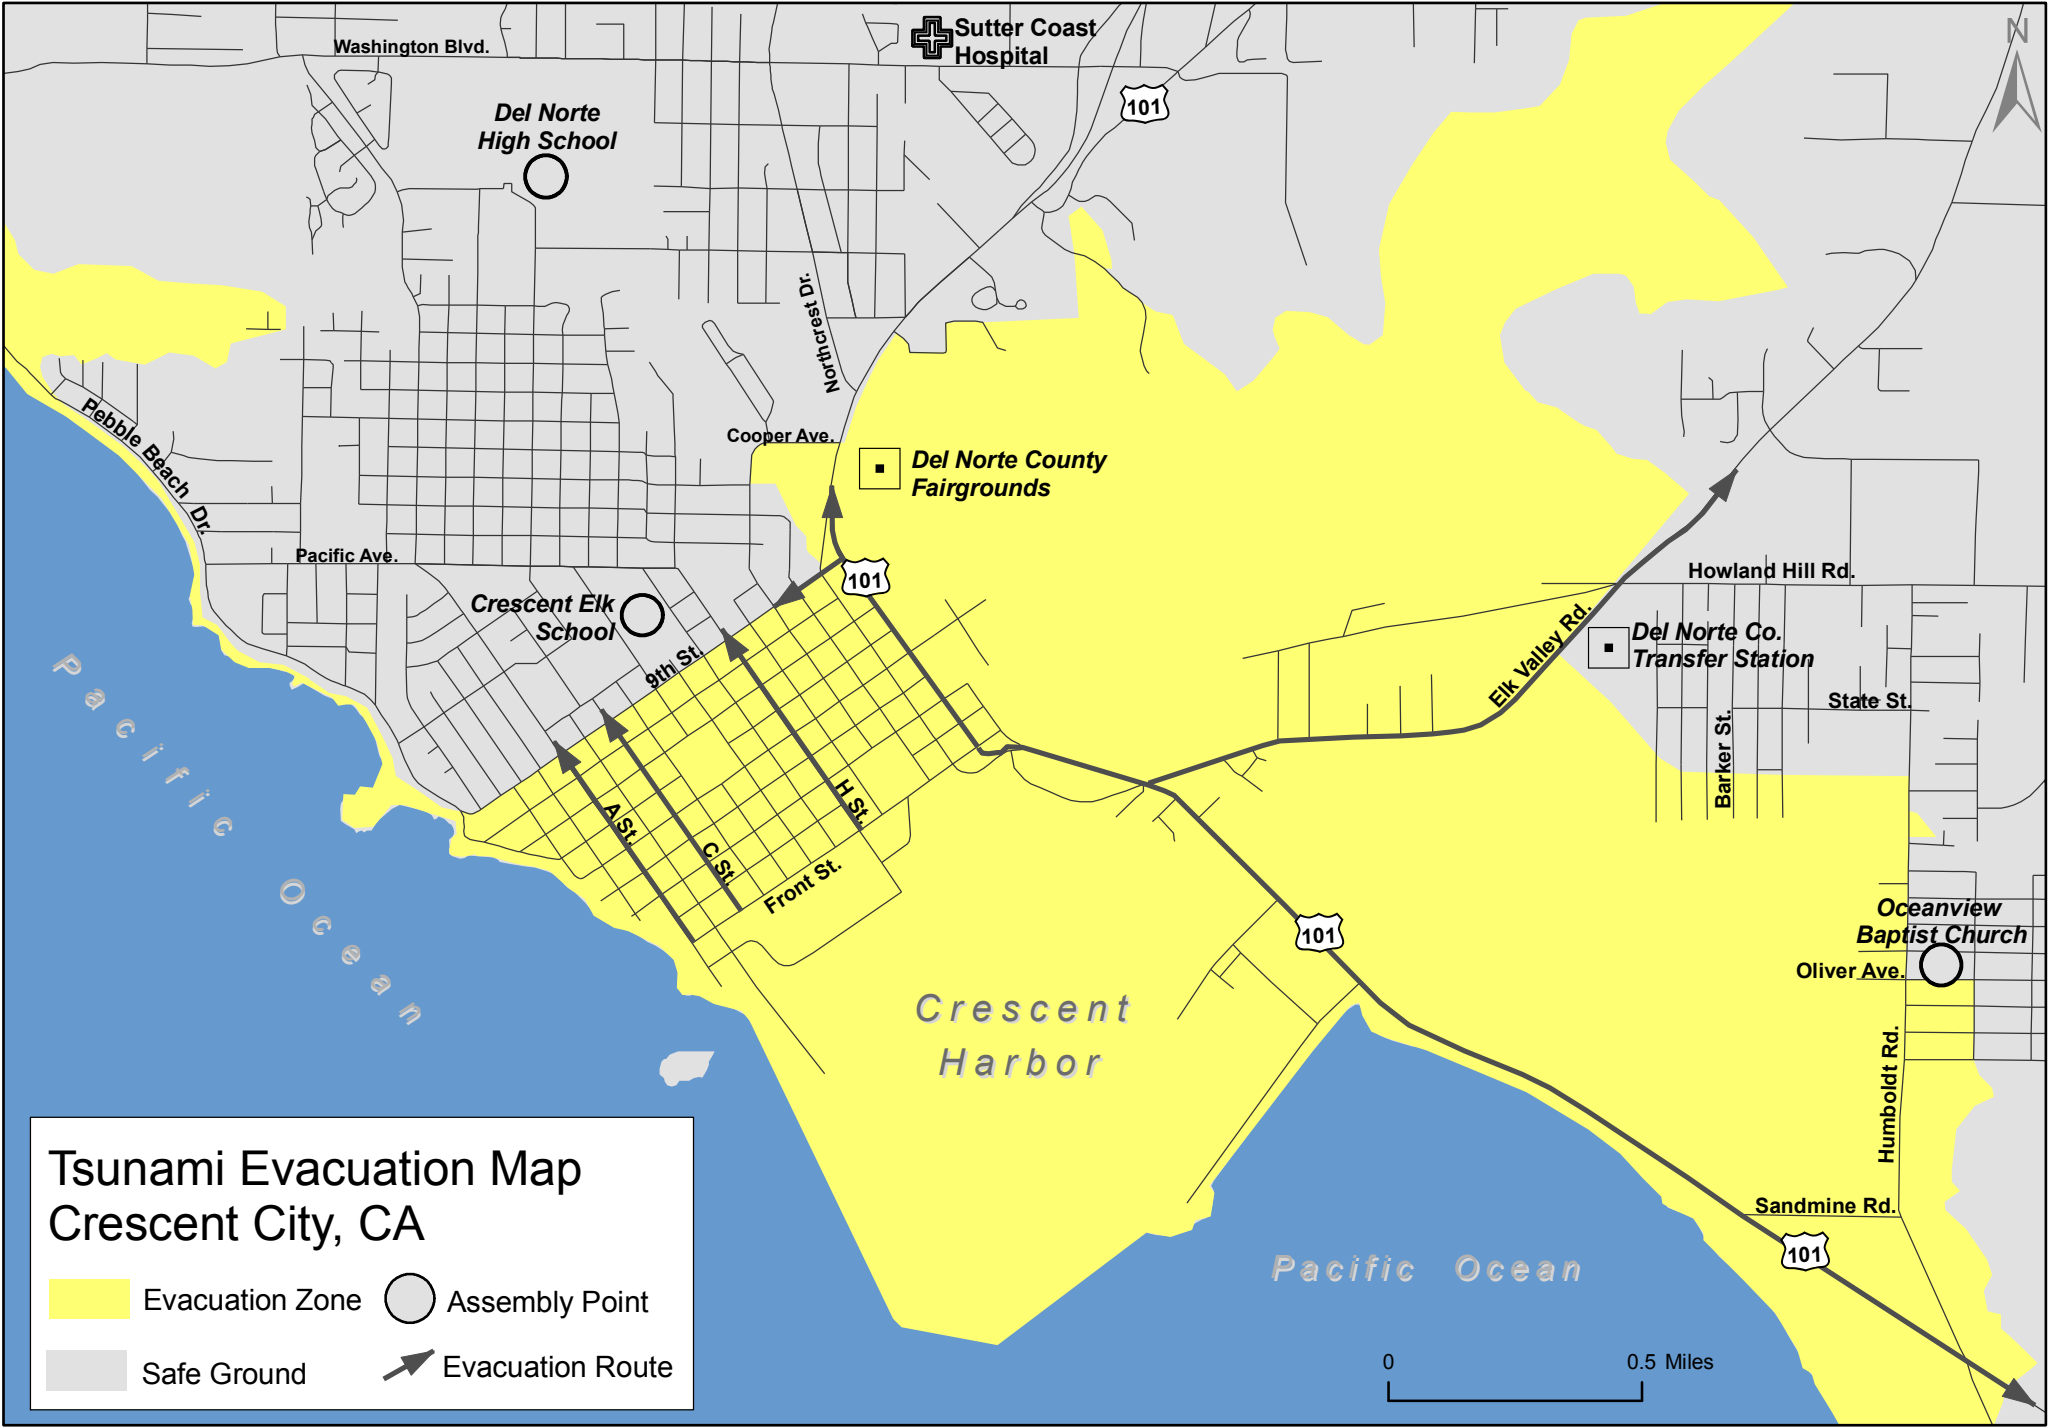 Sutter Coast
Hospital
Washington Blvd.
N
101
Del Norte
High School
Northcrest Dr.
Pebble Beach Dr.
Cooper Ave.
Del Norte County
Fairgrounds
Pacific Ave.
101
Howland Hill Rd.
Crescent Elk
School
9th St.
Elk Valley Rd.
Del Norte Co.
Transfer Station
State St.
Barker St.
Pacific Ocean
A St.
C St.
H St.
Front St.
101
Oceanview
Baptist Church
Oliver Ave.
Crescent
Harbor
Humboldt Rd.
Sandmine Rd.
101
Pacific Ocean
Tsunami Evacuation Map
Crescent City, CA
Evacuation Zone
Assembly Point
Safe Ground
Evacuation Route
0
0.5 Miles